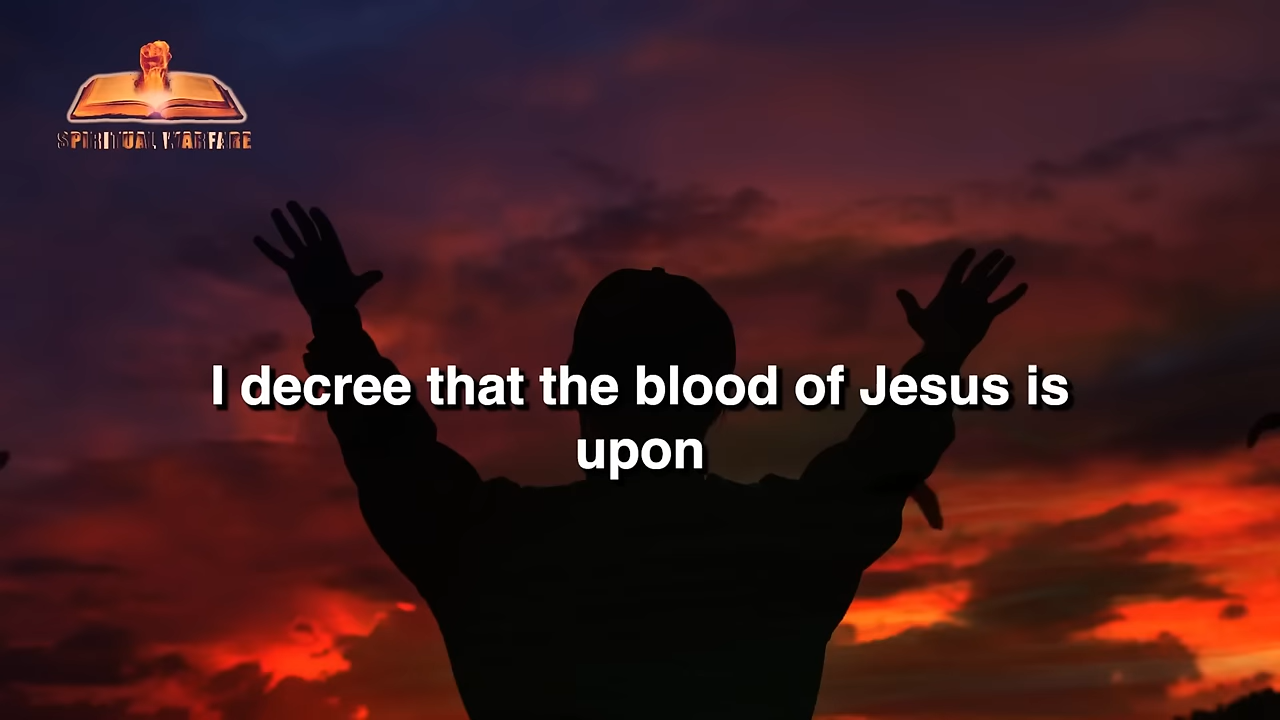 SPIRITUAL WARFARE
I decree that the blood of Jesus is
upon